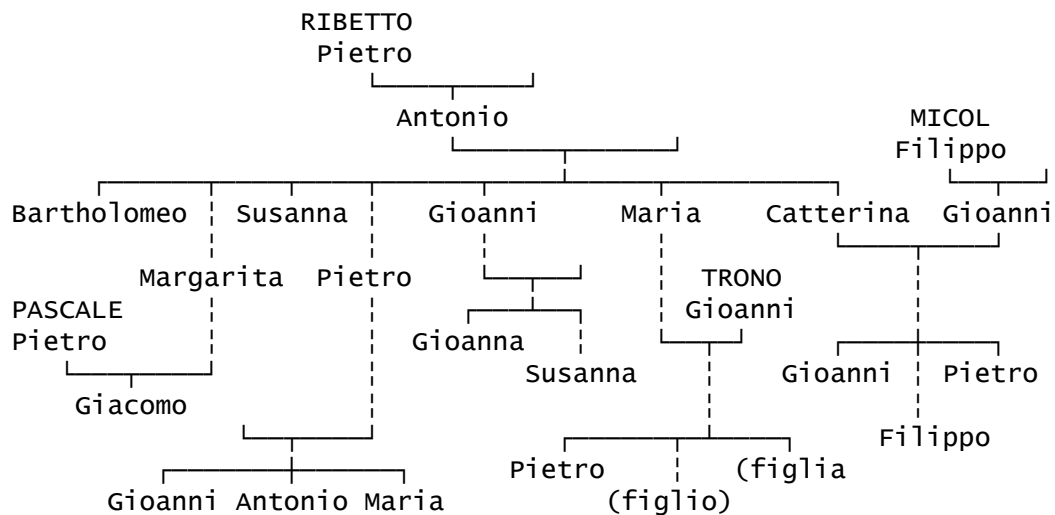 RIBETTO
Pietro
Antonio MICOL
Filippo
Bartholomeo Susanna Gioanni Maria Catterina Gioanni
Margarita Pietro TRONO
PASCALE Gioanni
Pietro Gioanna
Susanna Gioanni Pietro
Giacomo
Filippo
Pietro (figlia
Gioanni Antonio Maria (figlio)